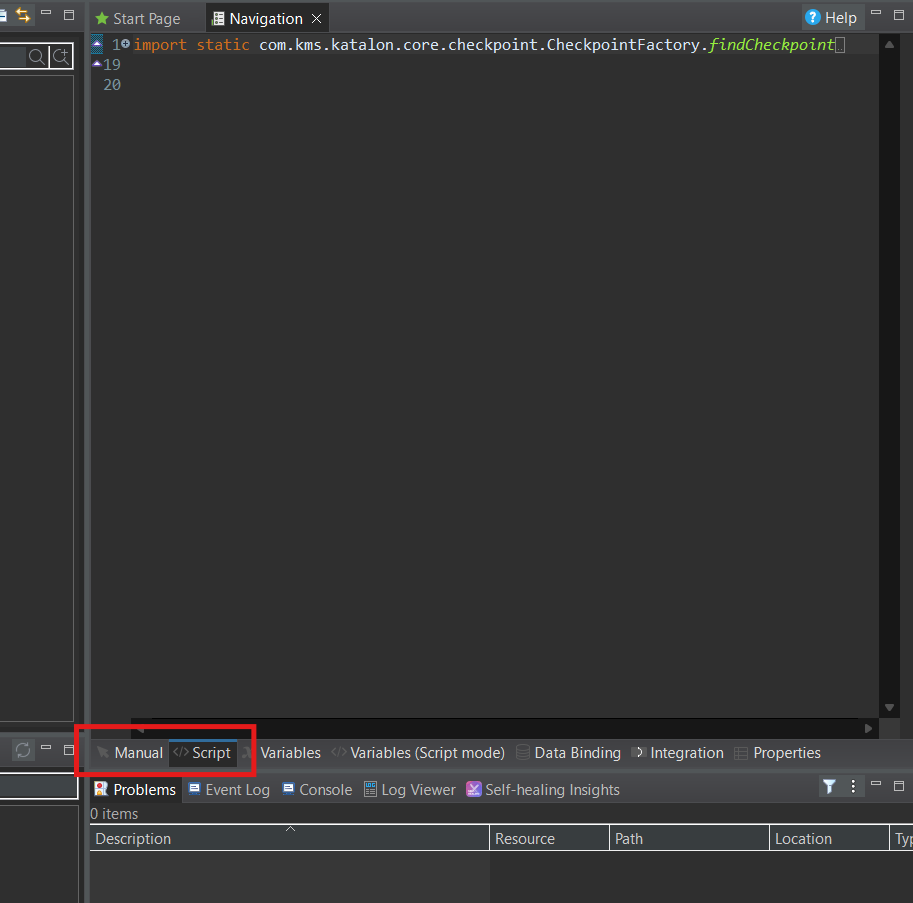 Start Page Navigation Help
1 import static com.kms.katalon.core.checkpoint.CheckpointFactory.findCheckpoint
19
20
Manual Script Variables Variables (Script mode) Data Binding Integration Properties
Problems Event Log Console Log Viewer Self-healing Insights
0 items
Description Resource Path Location